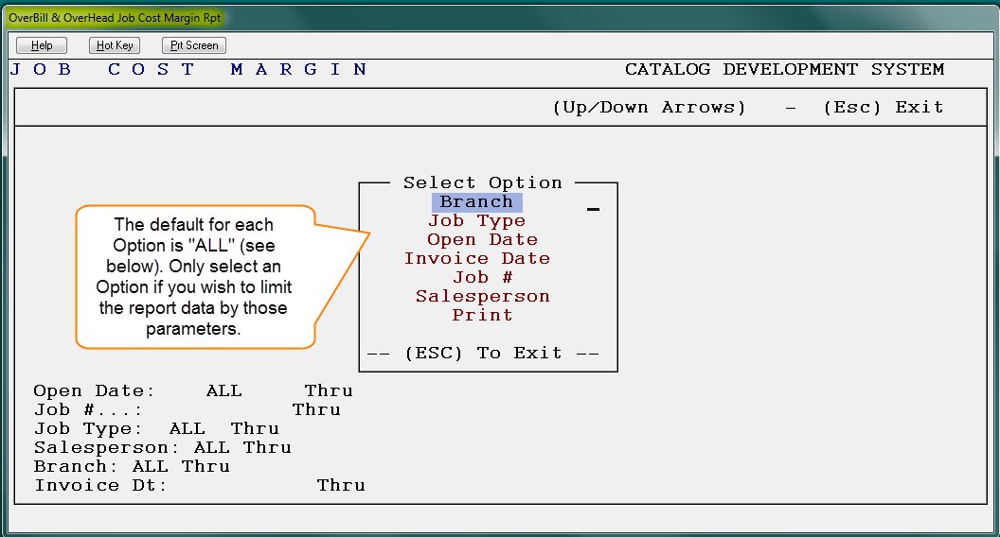 OverBill & OverHead Job Cost Margin Rpt
Help Hot Key Prt Screen
J O B C O S T M A R G I N CATALOG DEVELOPMENT SYSTEM
(Up/Down Arrows) - (Esc) Exit
Select Option
Branch
Job Type
Open Date
Invoice Date
Job #
Salesperson
Print
-- (ESC) To Exit --
The default for each
Option is "ALL" (see
below). Only select an
Option if you wish to limit
the report data by those
parameters.
Open Date: ALL Thru
Job #...: Thru
Job Type: ALL Thru
Salesperson: ALL Thru
Branch: ALL Thru
Invoice Dt: Thru